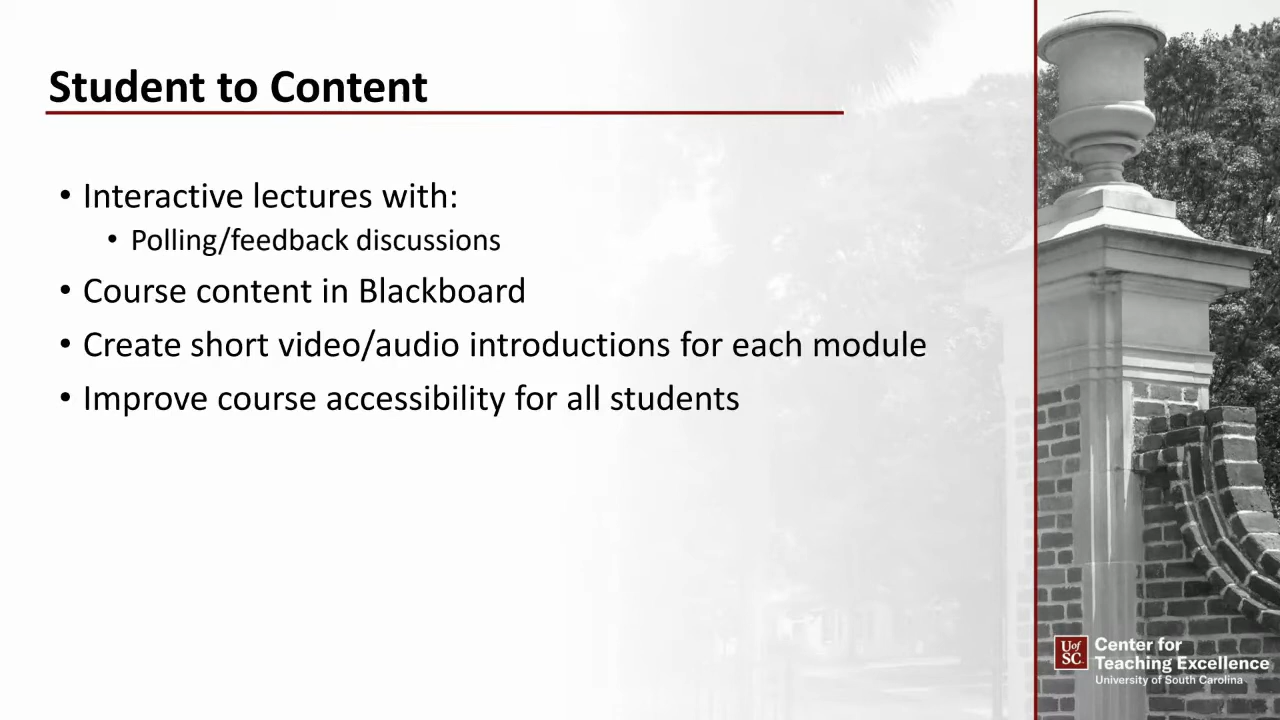 Student to Content
• Interactive lectures with:
• Polling/feedback discussions
• Course content in Blackboard
• Create short video/audio introductions for each module
• Improve course accessibility for all students
UofSC
Center for
Teaching Excellence
University of South Carolina